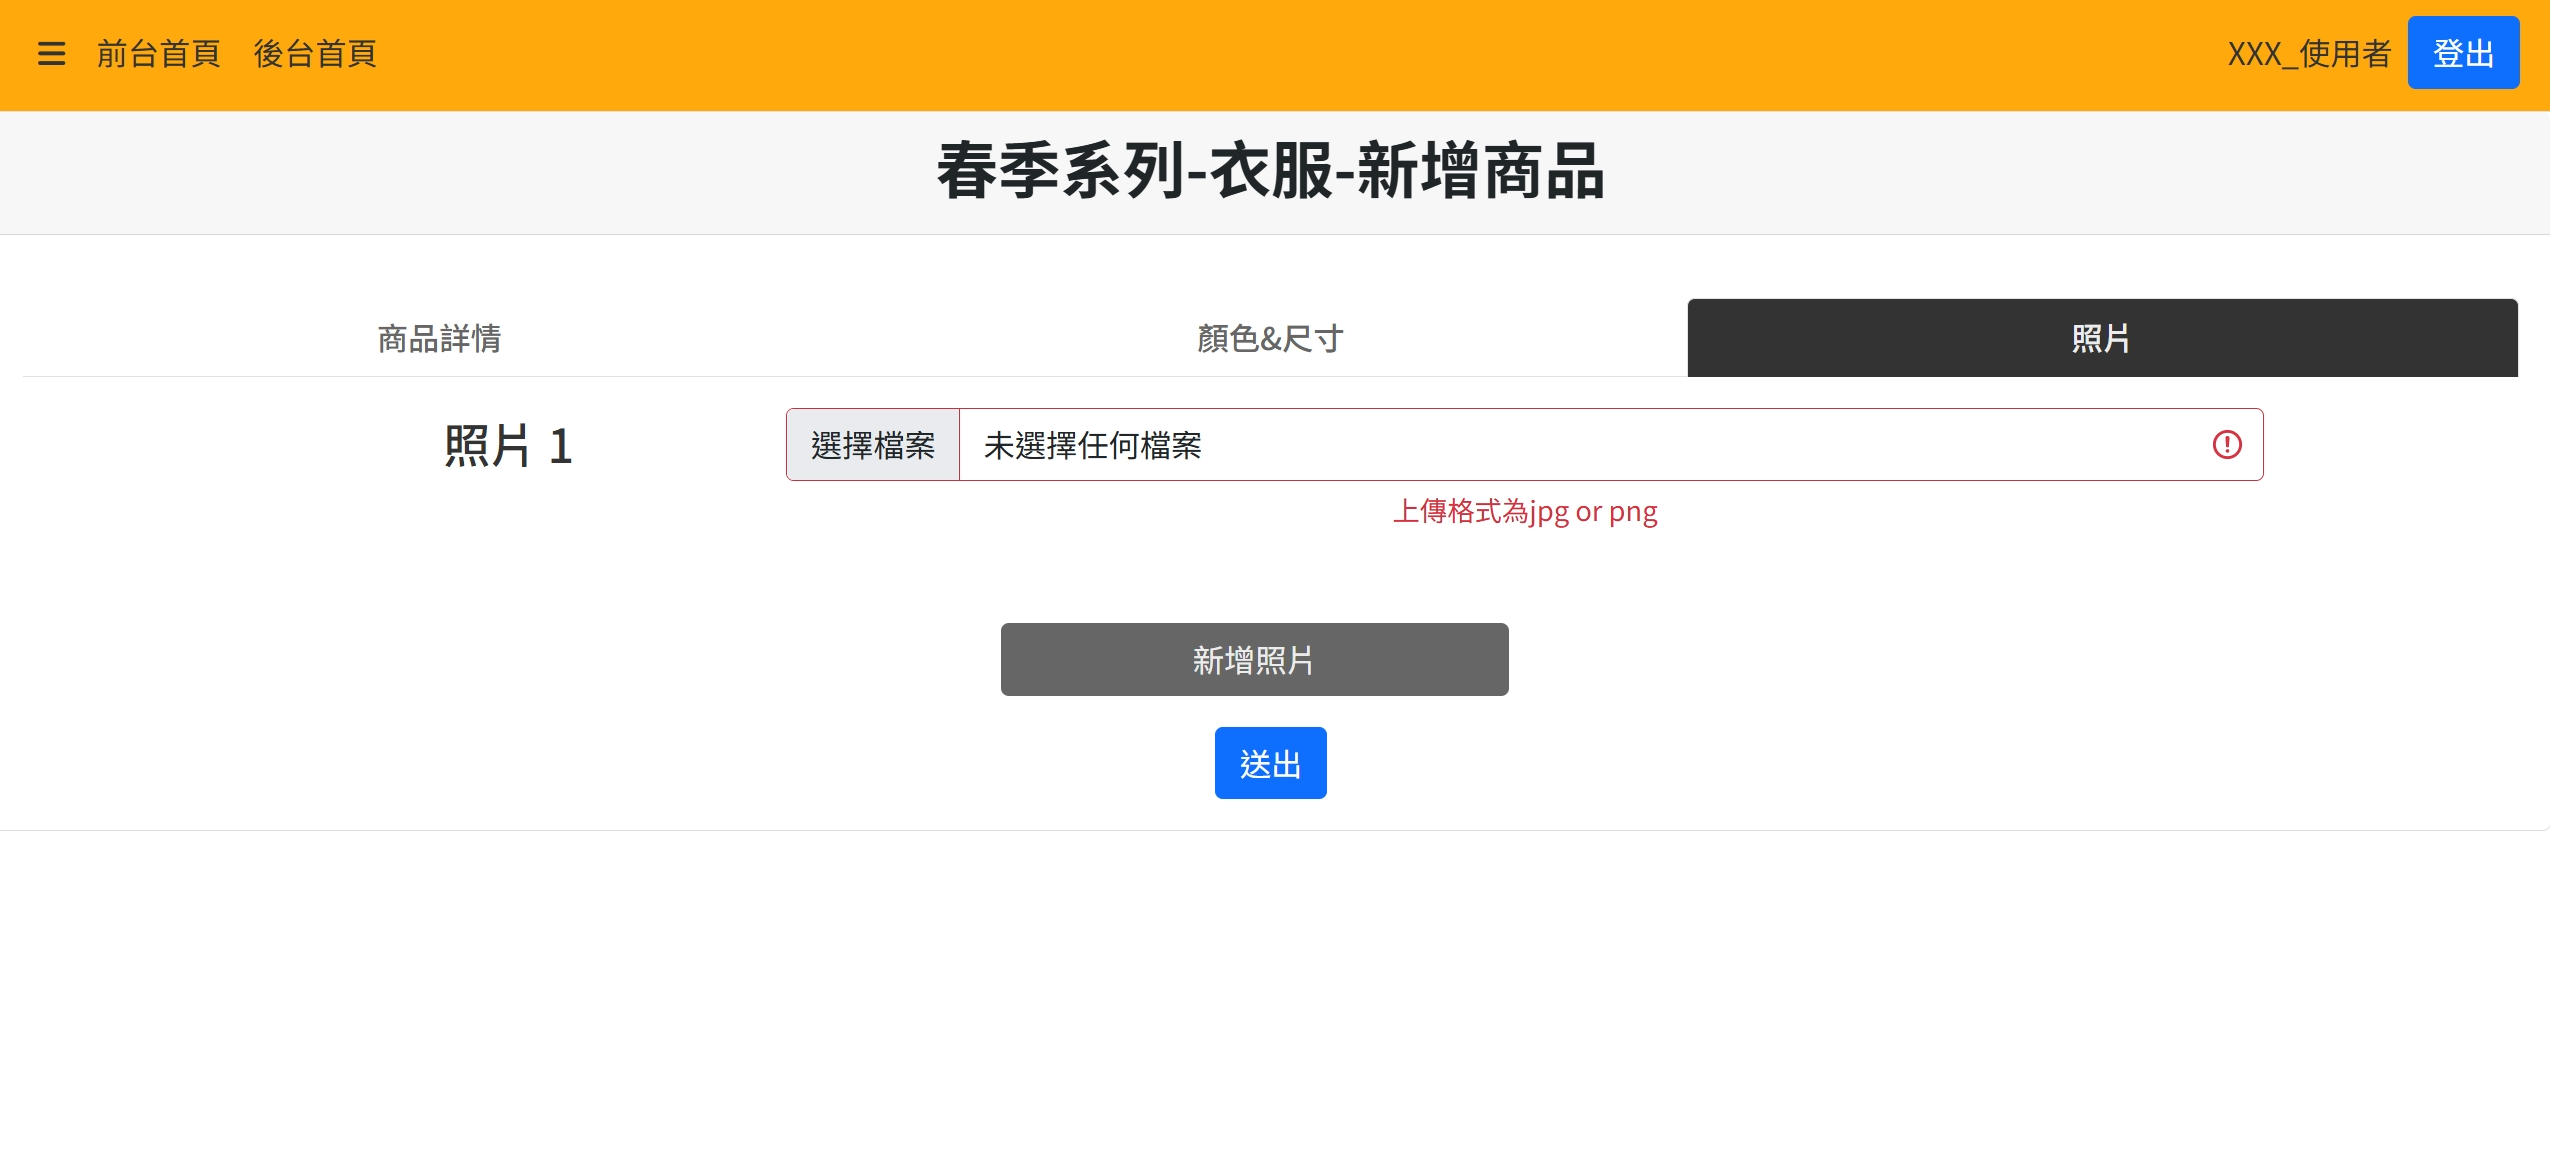 前台首頁 後台首頁 XXX_使用者 登出
春季系列-衣服-新增商品
商品詳情 顏色&尺寸 照片
照片 1 選擇檔案 未選擇任何檔案
上傳格式為jpg or png
新增照片
送出